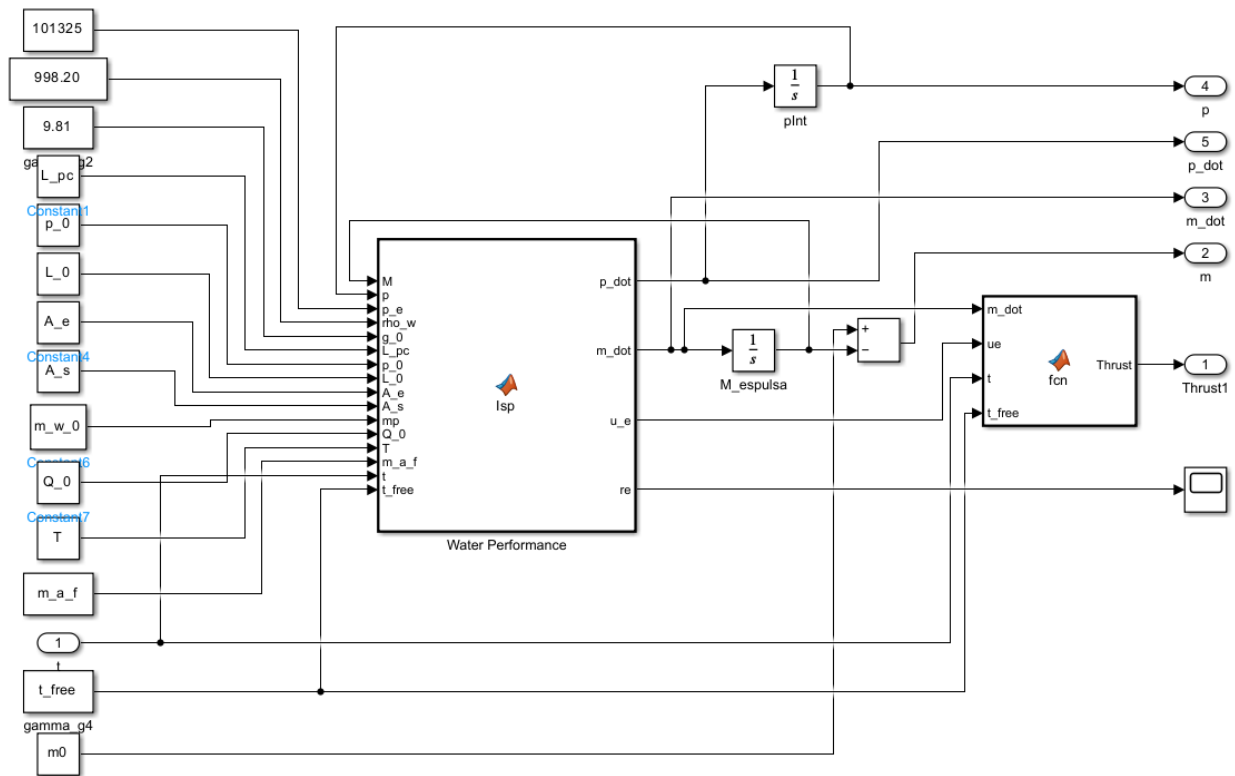 101325
998.20
9.81
L_pc
Constant1
p_0
L_0
A_e
Constant4
A_s
m_w_0
Constant6
Q_0
Constant7
T
m_a_f
1
t
t_free
gamma_g4
m0
M
p
p_e
rho_w
g_0
L_pc
p_0
L_0
A_e
A_s
mp
Q_0
T
m_a_f
t
t_free
Isp
p_dot
m_dot
u_e
re
Water Performance
1
s
pInt
1
s
M_espulsa
+
−
m_dot
ue
t
t_free
fcn
Thrust
4
p
5
p_dot
3
m_dot
2
m
1
Thrust1